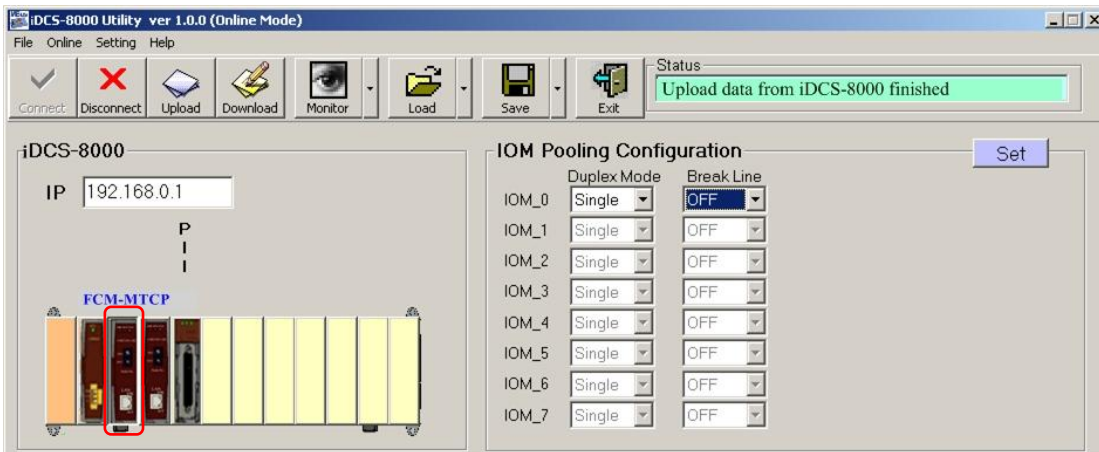 iDCS-8000 Utility ver 1.0.0 (Online Mode)
File Online Setting Help
Connect Disconnect Upload Download Monitor Load Save Exit
Status
Upload data from iDCS-8000 finished
iDCS-8000
IP 192.168.0.1
P
I
I
FCM-MTCP
IOM Pooling Configuration
Set
Duplex Mode Break Line
IOM_0 Single OFF
IOM_1 Single OFF
IOM_2 Single OFF
IOM_3 Single OFF
IOM_4 Single OFF
IOM_5 Single OFF
IOM_6 Single OFF
IOM_7 Single OFF